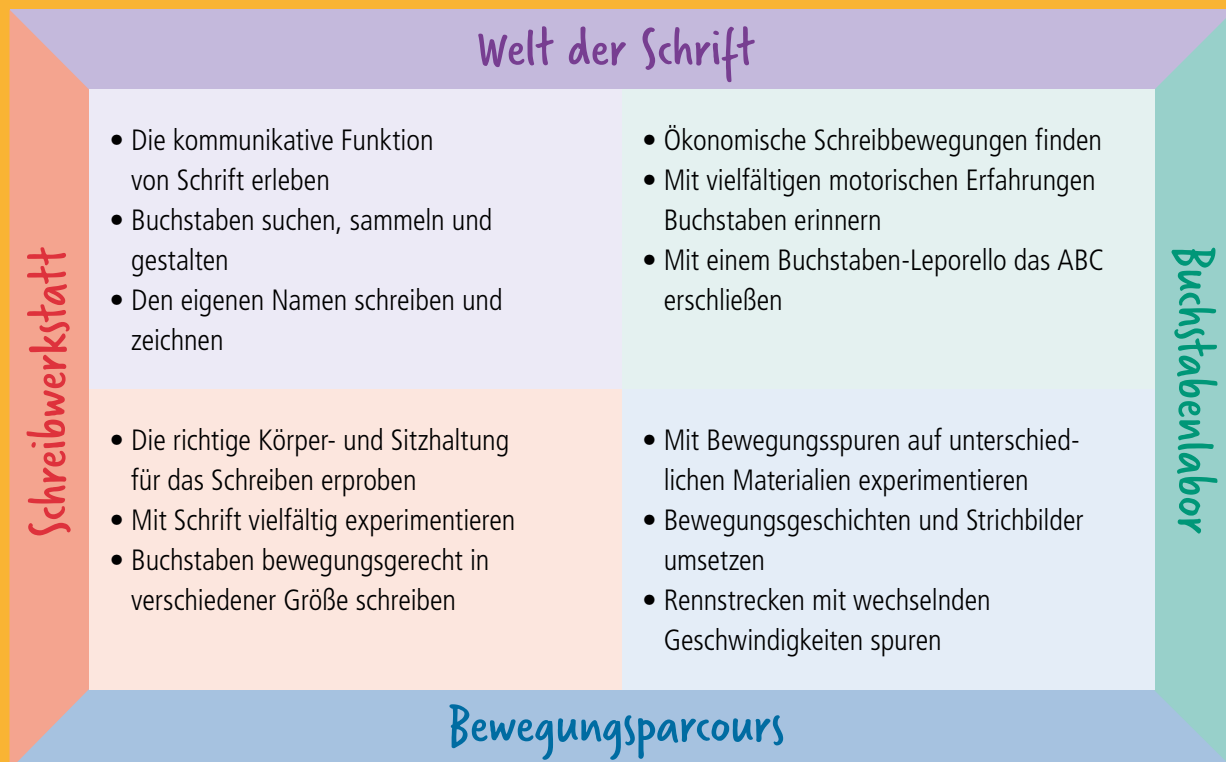 Welt der Schrift
Schreibwerkstatt
• Die kommunikative Funktion
von Schrift erleben
• Buchstaben suchen, sammeln und
gestalten
• Den eigenen Namen schreiben und
zeichnen
• Ökonomische Schreibbewegungen finden
• Mit vielfältigen motorischen Erfahrungen
Buchstaben erinnern
• Mit einem Buchstaben-Leporello das ABC
erschließen
Buchstabenlabor
• Die richtige Körper- und Sitzhaltung
für das Schreiben erproben
• Mit Schrift vielfältig experimentieren
• Buchstaben bewegungsgerecht in
verschiedener Größe schreiben
• Mit Bewegungsspuren auf unterschied-
lichen Materialien experimentieren
• Bewegungsgeschichten und Strichbilder
umsetzen
• Rennstrecken mit wechselnden
Geschwindigkeiten spuren
Bewegungsparcours